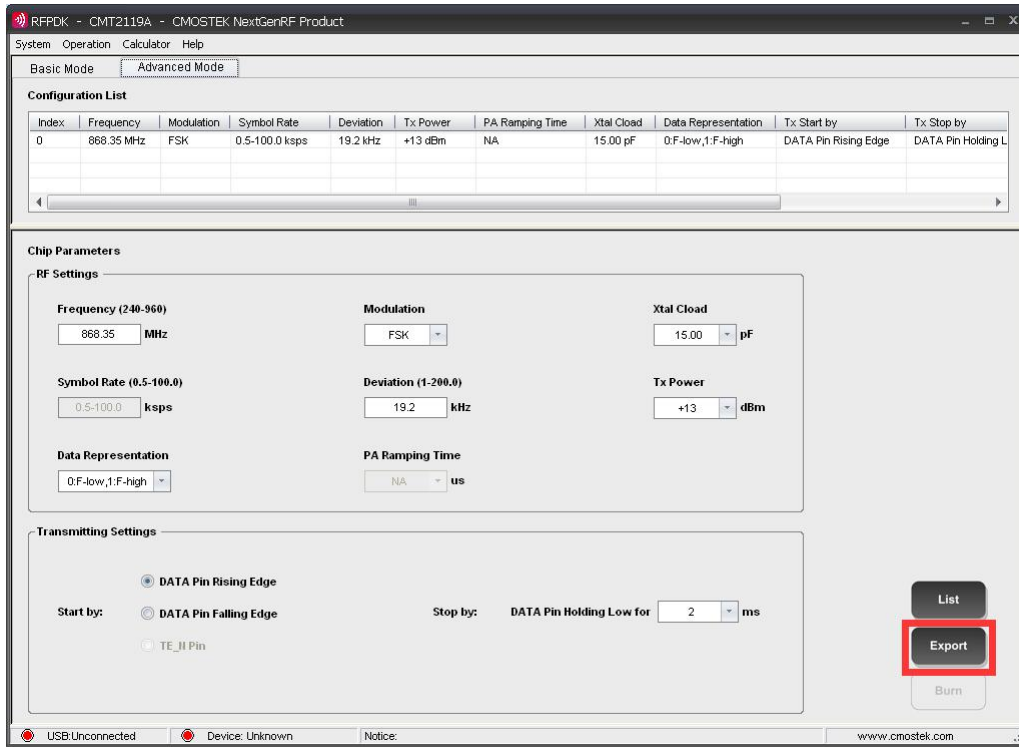 RFPDK - CMT2119A - CMOSTEK NextGenRF Product
System Operation Calculator Help
Basic Mode Advanced Mode
Configuration List
Index Frequency Modulation Symbol Rate Deviation Tx Power PA Ramping Time Xtal Cload Data Representation Tx Start by Tx Stop by
0 868.35 MHz FSK 0.5-100.0 ksps 19.2 kHz +13 dBm NA 15.00 pF 0:F-low,1:F-high DATA Pin Rising Edge DATA Pin Holding L
Chip Parameters
RF Settings
Frequency (240-960) Modulation Xtal Cload
868.35 MHz FSK 15.00 pF
Symbol Rate (0.5-100.0) Deviation (1-200.0) Tx Power
0.5-100.0 ksps 19.2 kHz +13 dBm
Data Representation PA Ramping Time
0:F-low,1:F-high NA us
Transmitting Settings
DATA Pin Rising Edge
Start by: DATA Pin Falling Edge Stop by: DATA Pin Holding Low for 2 ms
TE_II Pin
List
Export
Burn
USB:Unconnected Device: Unknown Notice: www.cmostek.com